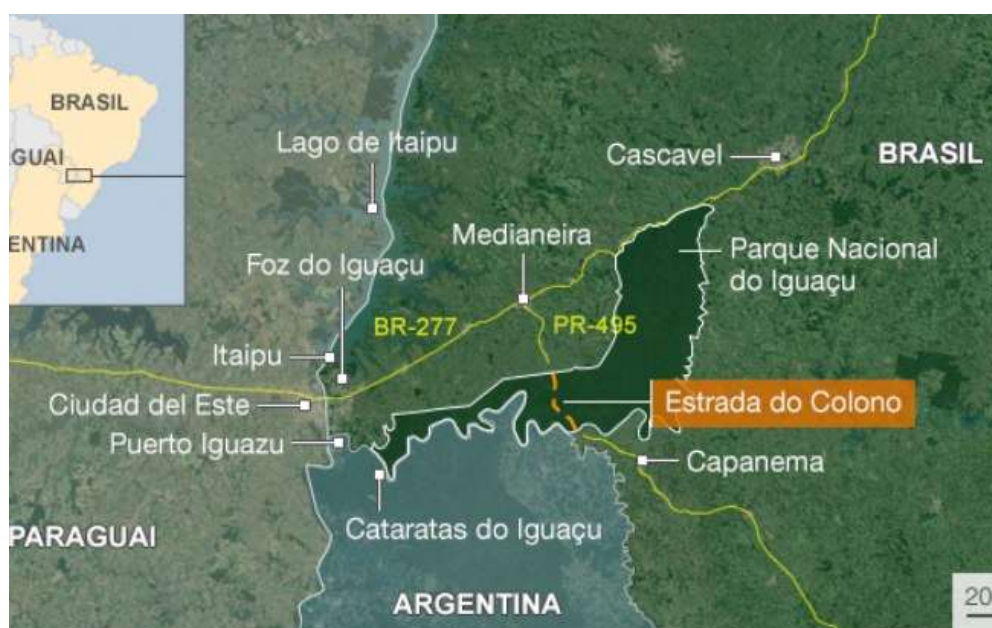 BRASIL
GUAI
ENTINA
Lago de Itaipu
Cascavel
BRASIL
Medianeira
Parque Nacional
do Iguaçu
Foz do Iguaçu
BR-277
PR-495
Itaipu
Ciudad del Este
Estrada do Colono
Puerto Iguazu
Capanema
Cataratas do Iguaçu
PARAGUAI
ARGENTINA
20